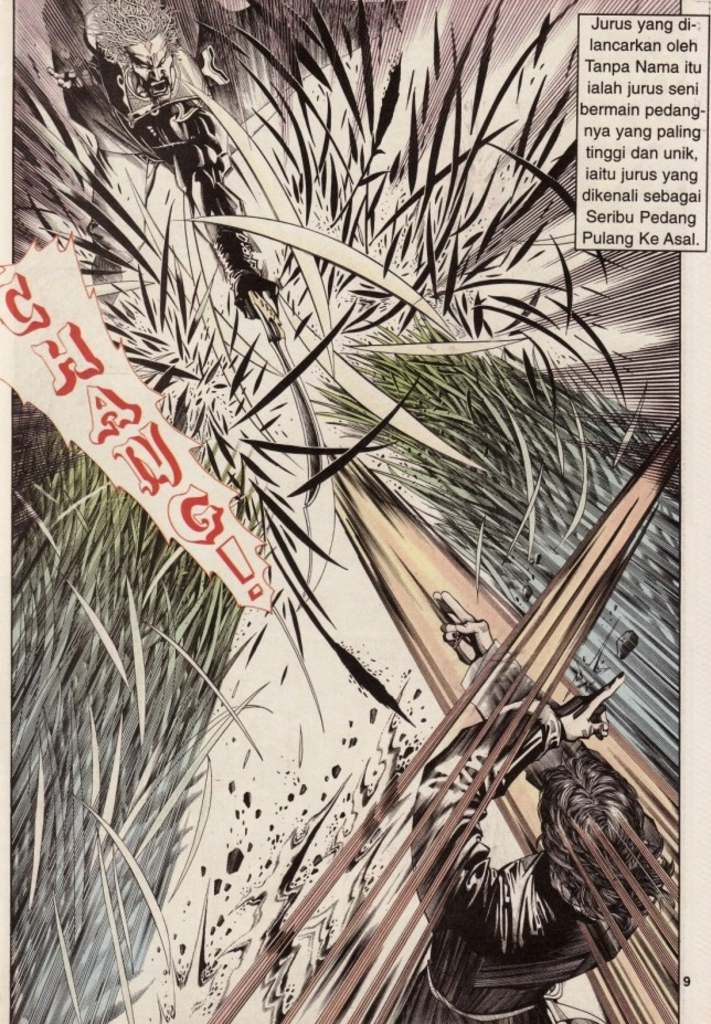 Jurus yang di-
lancarkan oleh
Tanpa Nama itu
ialah jurus seni
bermain pedang-
nya yang paling
tinggi dan unik,
iaitu jurus yang
dikenali sebagai
Seribu Pedang
Pulang Ke Asal.
CHANG!
9